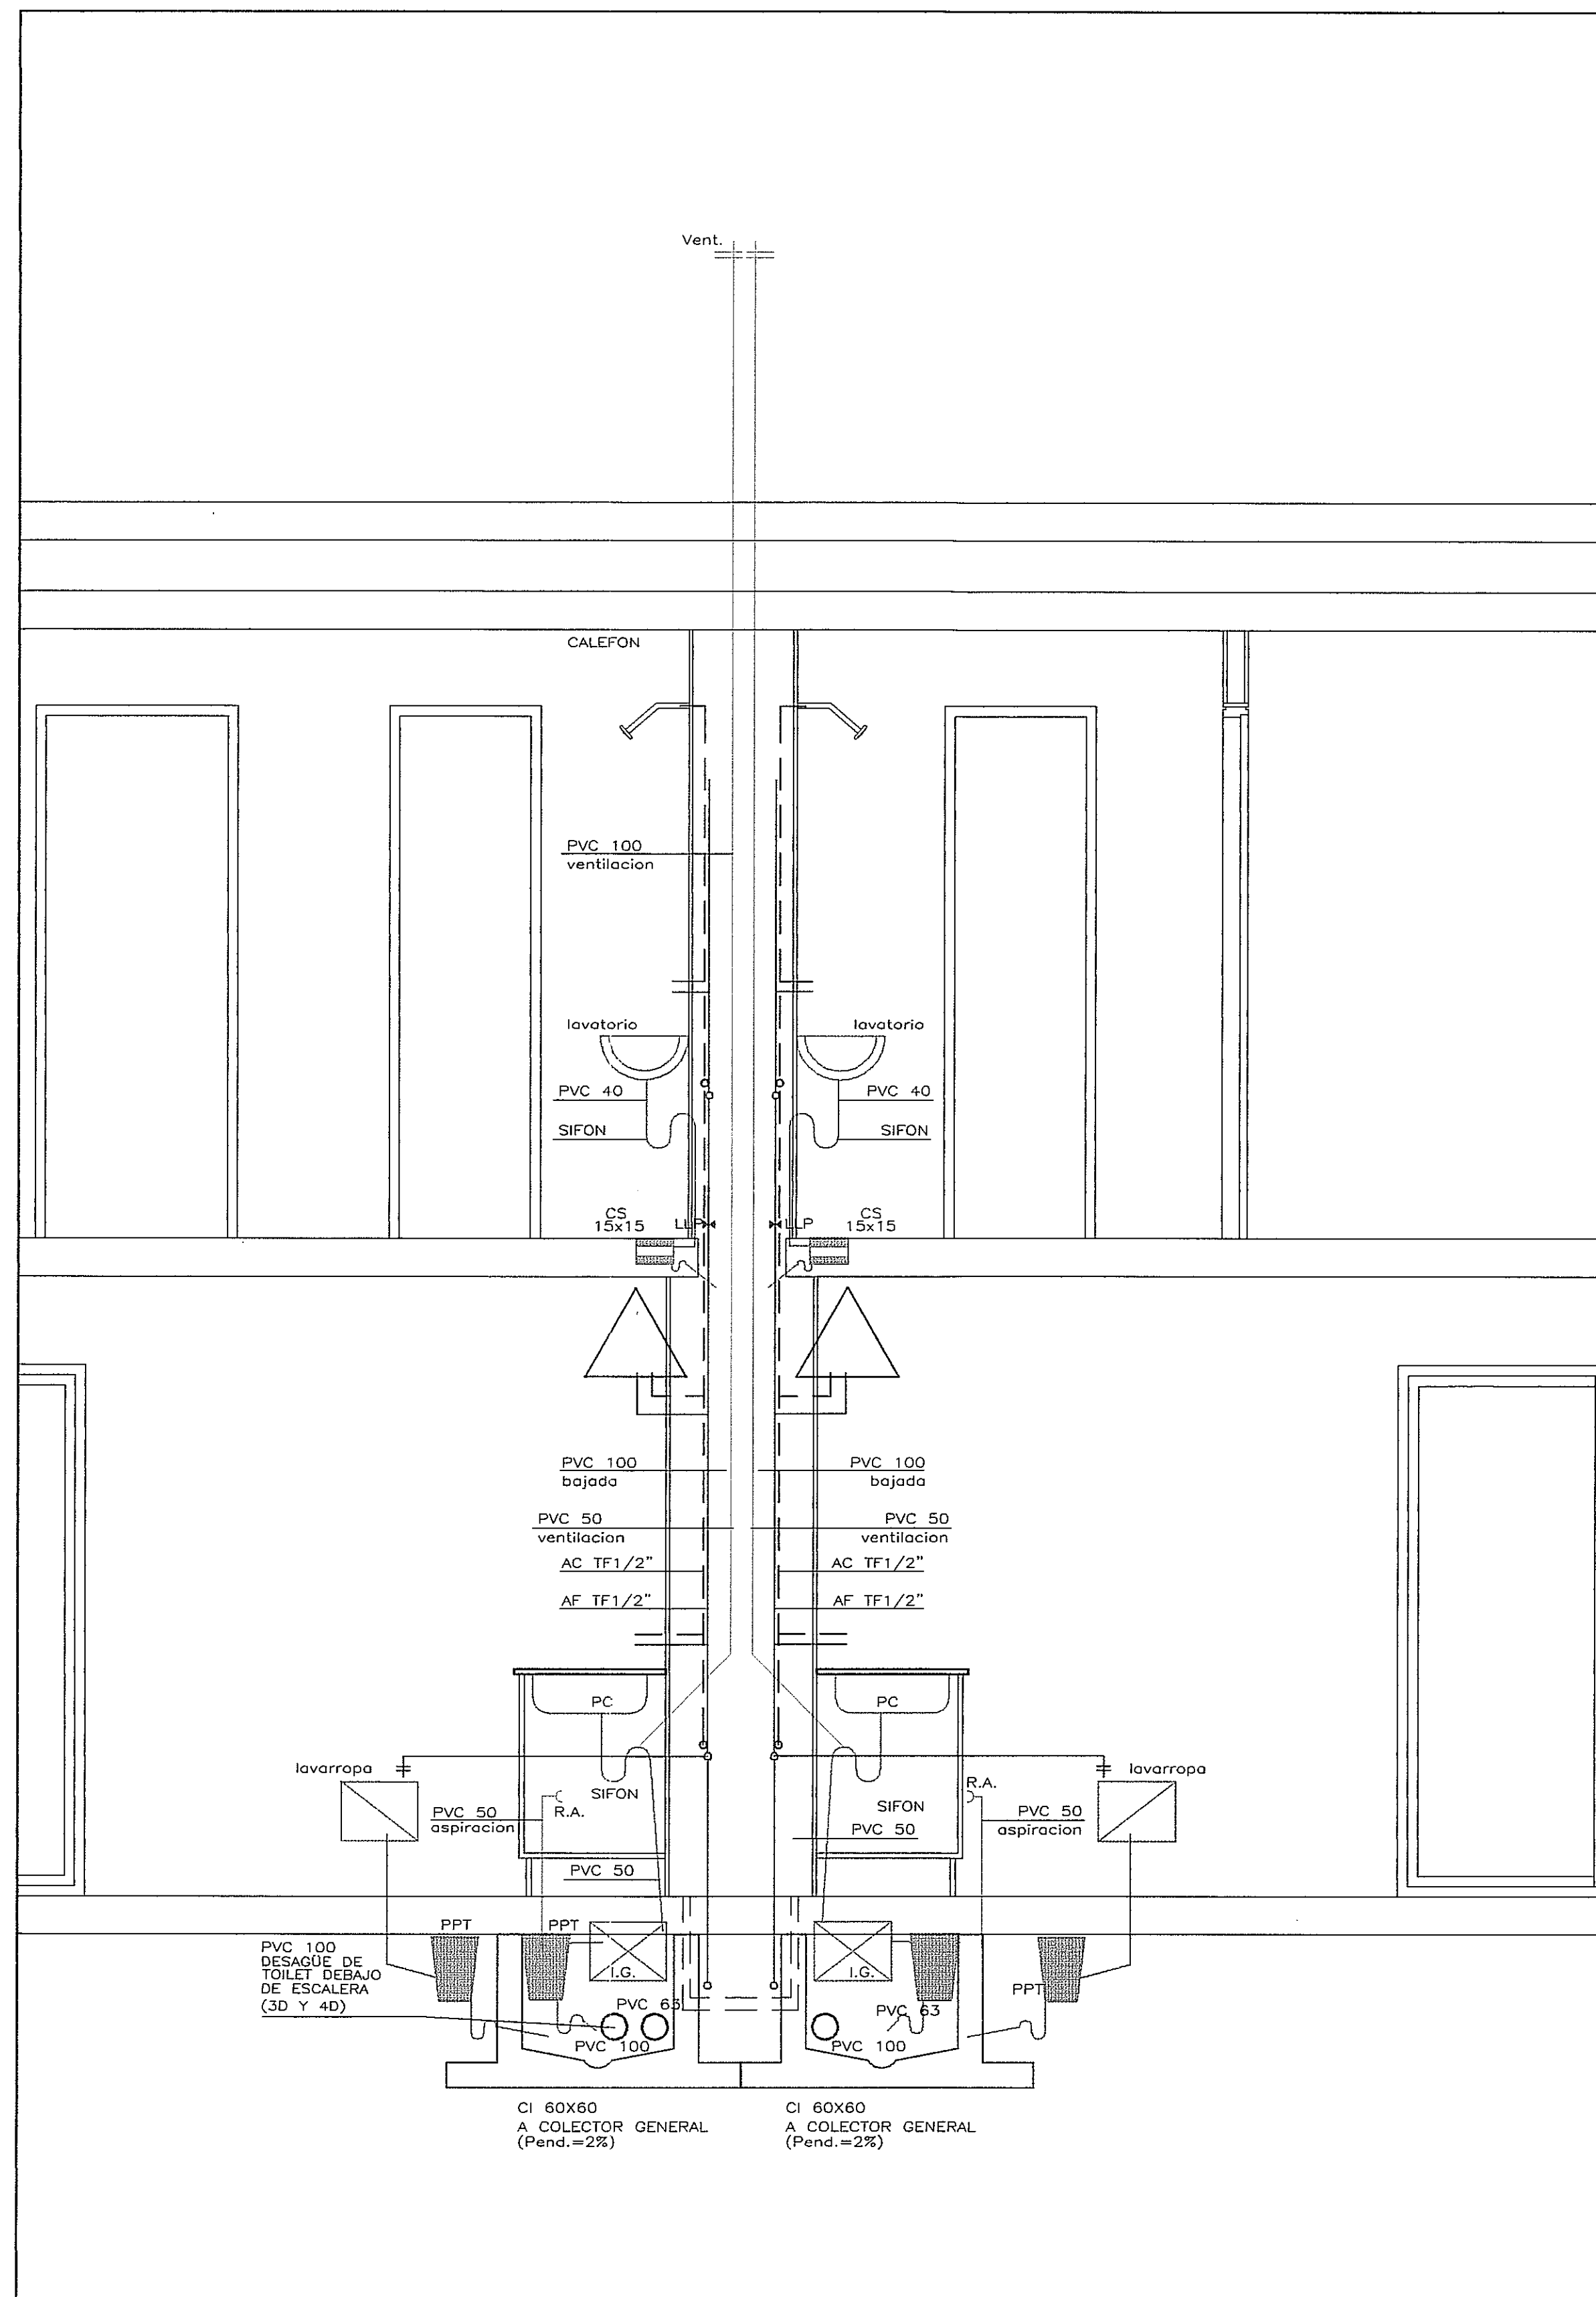 Vent.
CALEFON
PVC 100
ventilacion
lavatorio
lavatorio
PVC 40
PVC 40
SIFON
SIFON
CS
15x15
LLP
LLP
CS
15x15
PVC 100
bajada
PVC 100
bajada
PVC 50
ventilacion
PVC 50
ventilacion
AC TF1/2"
AC TF1/2"
AF TF1/2"
AF TF1/2"
PC
PC
lavarropa
lavarropa
SIFON
R.A.
R.A.
SIFON
PVC 50
aspiracion
PVC 50
aspiracion
PVC 50
PVC 50
PPT
PPT
PVC 100
DESAGÜE DE
TOILET DEBAJO
DE ESCALERA
(3D Y 4D)
I.G.
I.G.
PPT
PVC 63
PVC 63
PVC 100
PVC 100
CI 60X60
A COLECTOR GENERAL
(Pend.=2%)
CI 60X60
A COLECTOR GENERAL
(Pend.=2%)